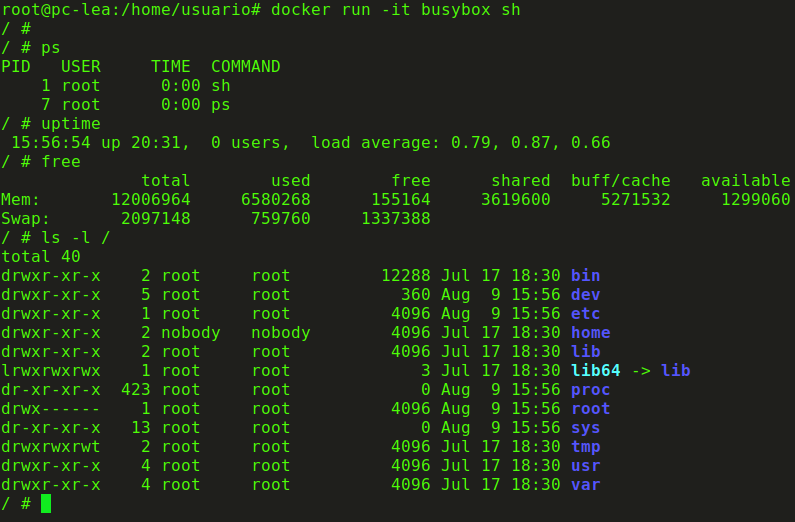 root@pc-lea:/home/usuario# docker run -it busybox sh
/ #
/ # ps
PID   USER     TIME  COMMAND
    1 root      0:00 sh
    7 root      0:00 ps
/ # uptime
 15:56:54 up 20:31,  0 users,  load average: 0.79, 0.87, 0.66
/ # free
              total        used        free      shared  buff/cache   available
Mem:       12006964     6580268      155164     3619600     5271532     1299060
Swap:       2097148      759760     1337388
/ # ls -l /
total 40
drwxr-xr-x    2 root     root         12288 Jul 17 18:30 bin
drwxr-xr-x    5 root     root           360 Aug  9 15:56 dev
drwxr-xr-x    1 root     root          4096 Aug  9 15:56 etc
drwxr-xr-x    2 nobody   nobody        4096 Jul 17 18:30 home
drwxr-xr-x    2 root     root          4096 Jul 17 18:30 lib
lrwxrwxrwx    1 root     root             3 Jul 17 18:30 lib64 -> lib
dr-xr-xr-x  423 root     root             0 Aug  9 15:56 proc
drwx------    1 root     root          4096 Aug  9 15:56 root
dr-xr-xr-x   13 root     root             0 Aug  9 15:56 sys
drwxrwxrwt    2 root     root          4096 Jul 17 18:30 tmp
drwxr-xr-x    4 root     root          4096 Jul 17 18:30 usr
drwxr-xr-x    4 root     root          4096 Jul 17 18:30 var
/ #